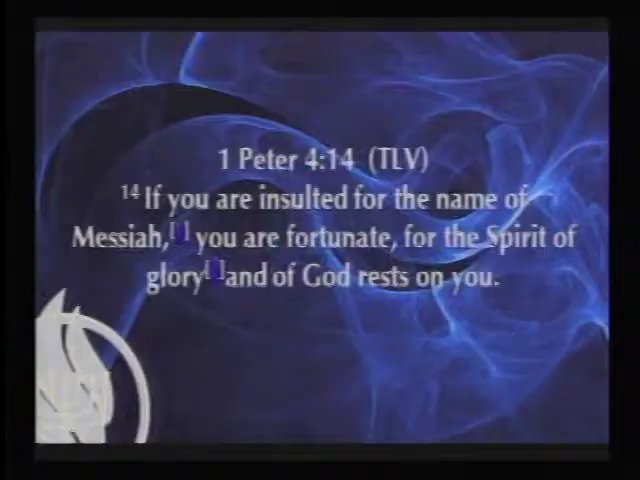 1 Peter 4:14 (TLV)
14 If you are insulted for the name of
Messiah,[ ] you are fortunate, for the Spirit of
glory[ ]and of God rests on you.